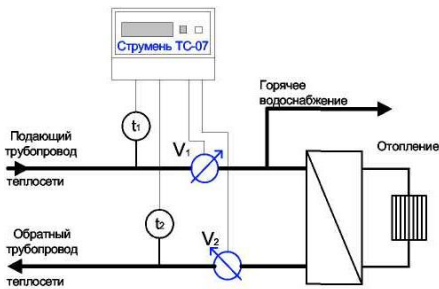 Струмень ТС-07
Горячее
водоснабжение
t1
Подающий
трубопровод
V1
Отопление
теплосети
t2
Обратный
трубопровод
V2
теплосети